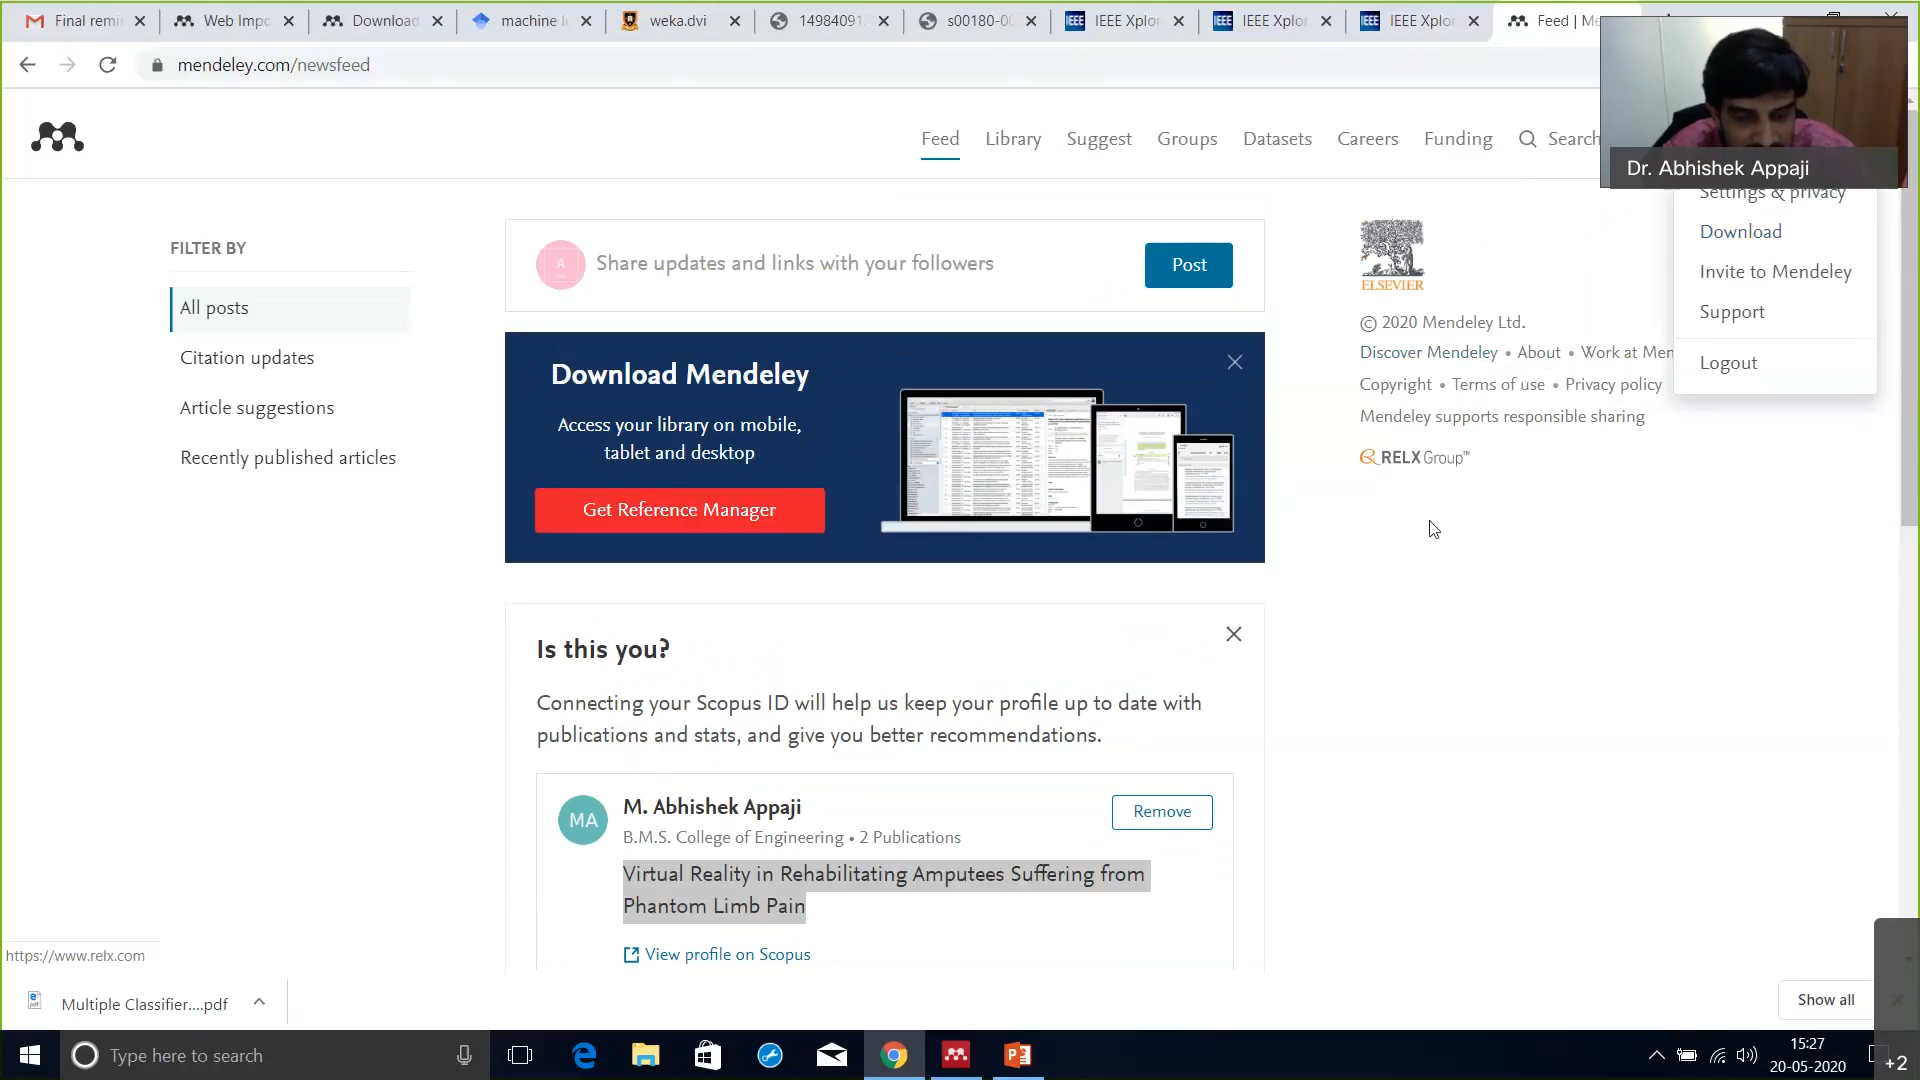 Final remi
Web Impo
Download
machine l
weka.dvi
14984091
s00180-00
IEEE Xplor
IEEE Xplor
IEEE Xplor
Feed | Me
mendeley.com/newsfeed
Feed
Library
Suggest
Groups
Datasets
Careers
Funding
Search
Dr. Abhishek Appaji
Settings & privacy
Download
Invite to Mendeley
Support
Logout
FILTER BY
All posts
Citation updates
Article suggestions
Recently published articles
A
Share updates and links with your followers
Post
Download Mendeley
Access your library on mobile,
tablet and desktop
Get Reference Manager
ELSEVIER
© 2020 Mendeley Ltd.
Discover Mendeley • About • Work at Men
Copyright • Terms of use • Privacy policy
Mendeley supports responsible sharing
RELX Group™
Is this you?
Connecting your Scopus ID will help us keep your profile up to date with
publications and stats, and give you better recommendations.
MA
M. Abhishek Appaji
Remove
B.M.S. College of Engineering • 2 Publications
Virtual Reality in Rehabilitating Amputees Suffering from
Phantom Limb Pain
View profile on Scopus
https://www.relx.com
Multiple Classifier....pdf
Show all
Type here to search
15:27
20-05-2020
+2